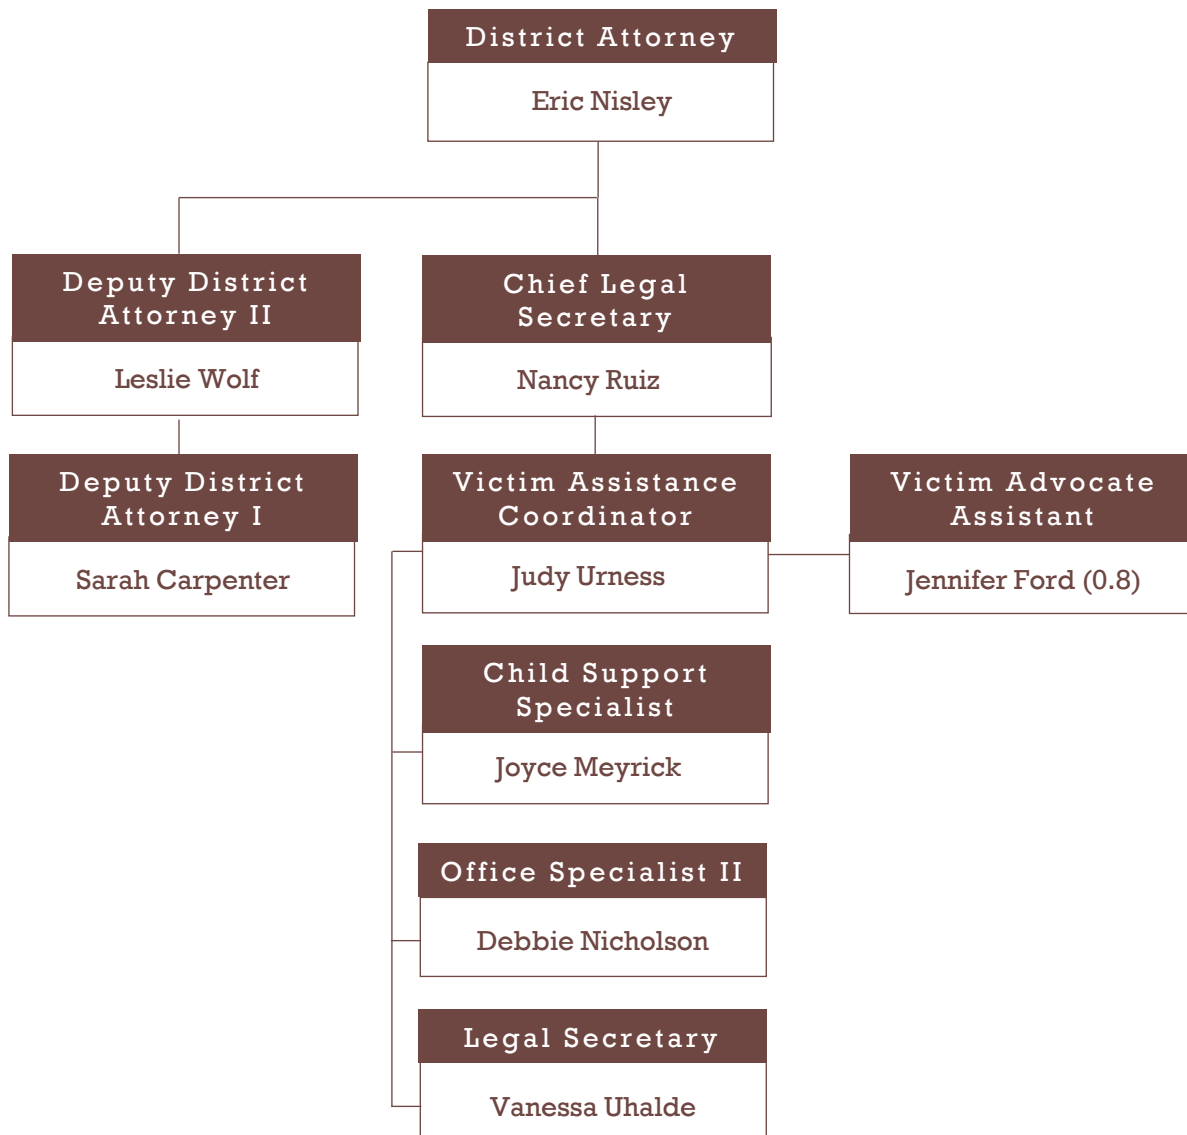 District Attorney
Eric Nisley
Deputy District
Attorney II
Leslie Wolf
Chief Legal
Secretary
Nancy Ruiz
Deputy District
Attorney I
Sarah Carpenter
Victim Assistance
Coordinator
Judy Urness
Victim Advocate
Assistant
Jennifer Ford (0.8)
Child Support
Specialist
Joyce Meyrick
Office Specialist II
Debbie Nicholson
Legal Secretary
Vanessa Uhalde